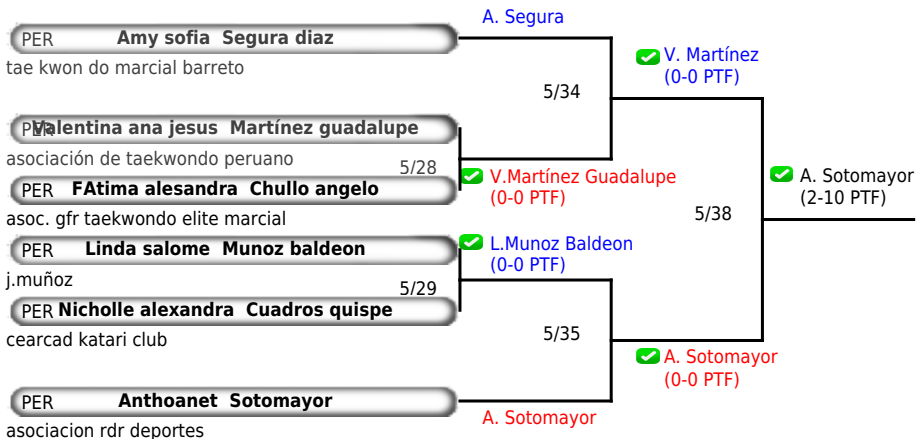 A. Segura
PER Amy sofia Segura diaz
tae kwon do marcial barreto
V. Martínez
(0-0 PTF)
5/34
PER Valentina ana jesus Martínez guadalupe
asociación de taekwondo peruano
5/28
V.Martínez Guadalupe
(0-0 PTF)
PER FAtima alesandra Chullo angelo
asoc. gfr taekwondo elite marcial
A. Sotomayor
(2-10 PTF)
5/38
PER Linda salome Munoz baldeon
j.muñoz
L.Munoz Baldeon
(0-0 PTF)
5/29
PER Nicholle alexandra Cuadros quispe
cearcad katari club
5/35
A. Sotomayor
(0-0 PTF)
PER Anthoanet Sotomayor
asociacion rdr deportes
A. Sotomayor